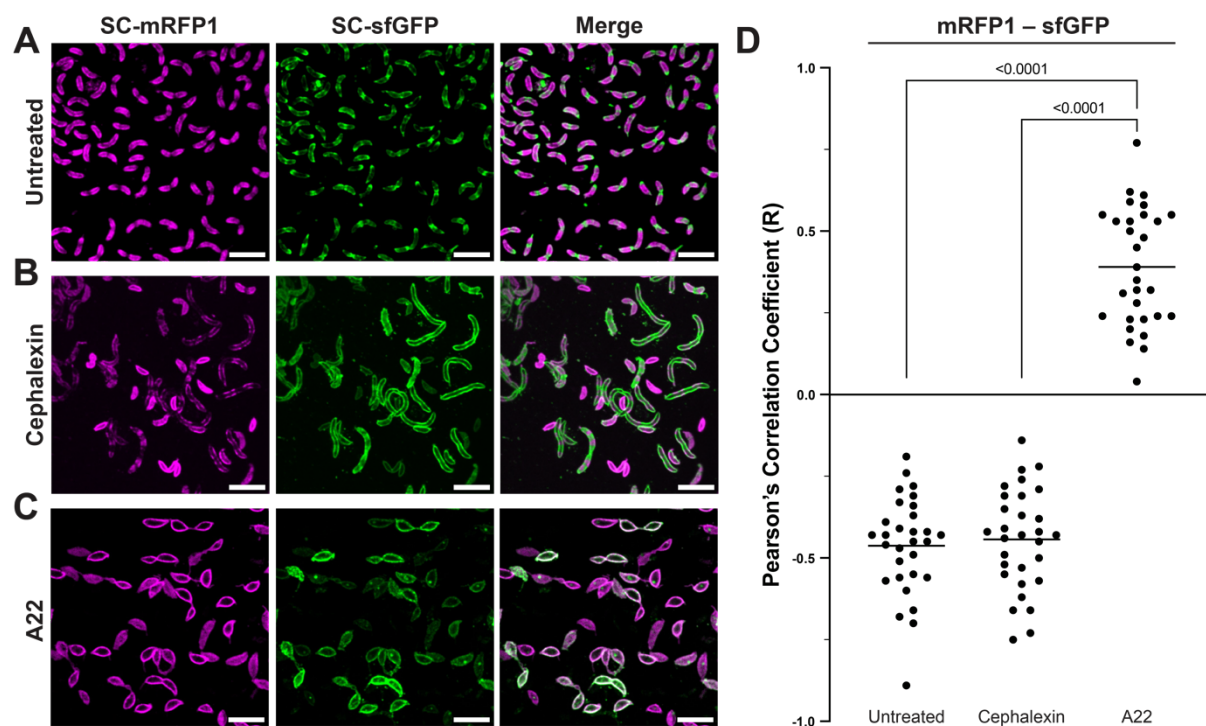 A
SC-mRFP1
SC-sfGFP
Merge
Untreated
B
Cephalexin
C
A22
D
mRFP1 – sfGFP
<0.0001
<0.0001
Pearson's Correlation Coefficient (R)
1.0
0.5
0.0
-0.5
-1.0
Untreated
Cephalexin
A22